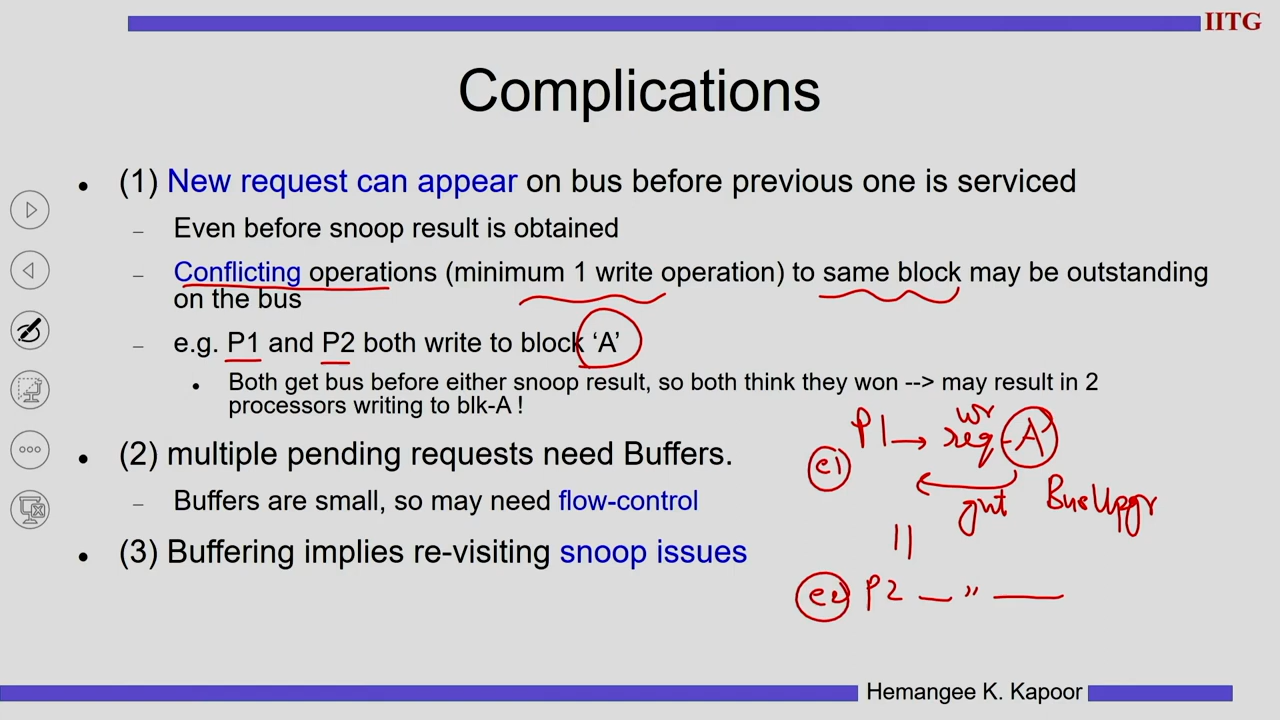 IITG
Complications
(1) New request can appear on bus before previous one is serviced
Even before snoop result is obtained
Conflicting operations (minimum 1 write operation) to same block may be outstanding
on the bus
e.g. P1 and P2 both write to block ‘A’
Both get bus before either snoop result, so both think they won --> may result in 2
processors writing to blk-A !
(2) multiple pending requests need Buffers.
Buffers are small, so may need flow-control
(3) Buffering implies re-visiting snoop issues
wr
P1 → req - A
c1
gnt BusUpgr
||
c2 P2 — " —
Hemangee K. Kapoor